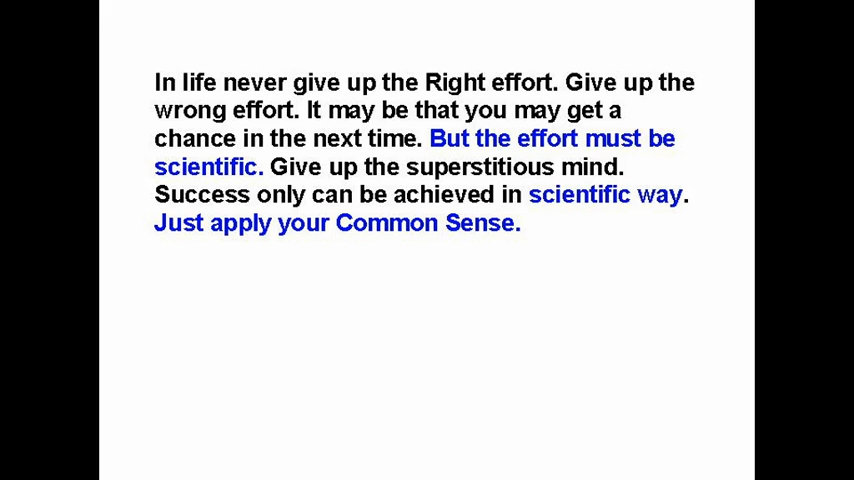 In life never give up the Right effort. Give up the
wrong effort. It may be that you may get a
chance in the next time. But the effort must be
scientific. Give up the superstitious mind.
Success only can be achieved in scientific way.
Just apply your Common Sense.